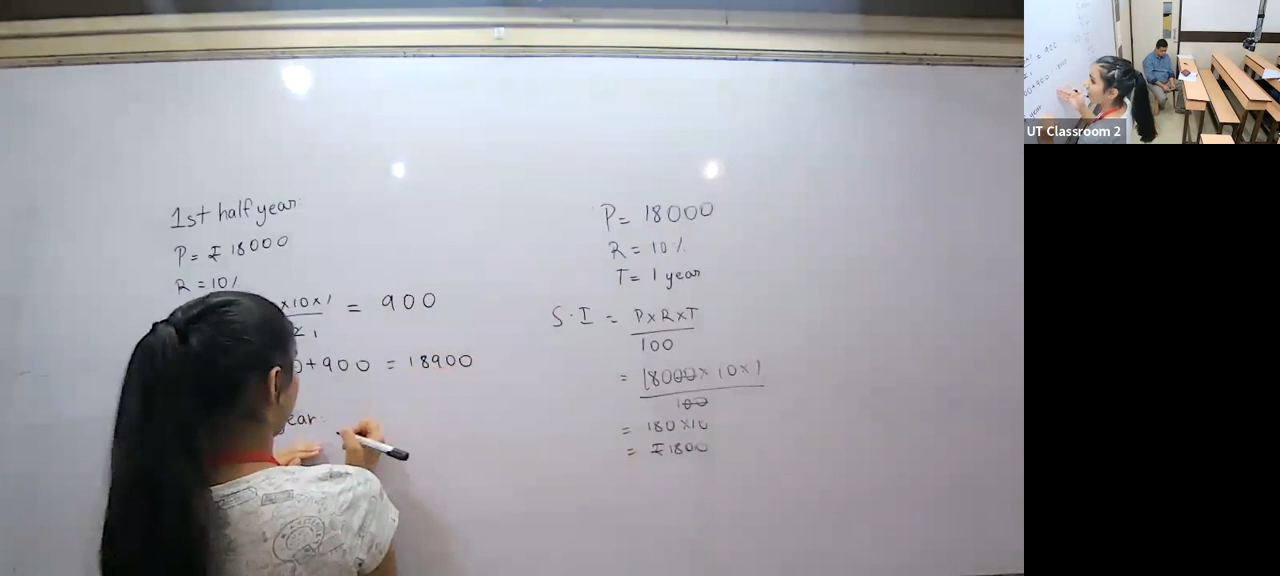 1st half year:
P = ₹ 18000
R = 10%
×10×1 = 900
2 1
0+900 = 18900
ear:
P = 18000
R = 10%
T = 1 year
S.I = P×R×T
100
= 18000× 10×1
100
= 180×10
= ₹1800
UT Classroom 2